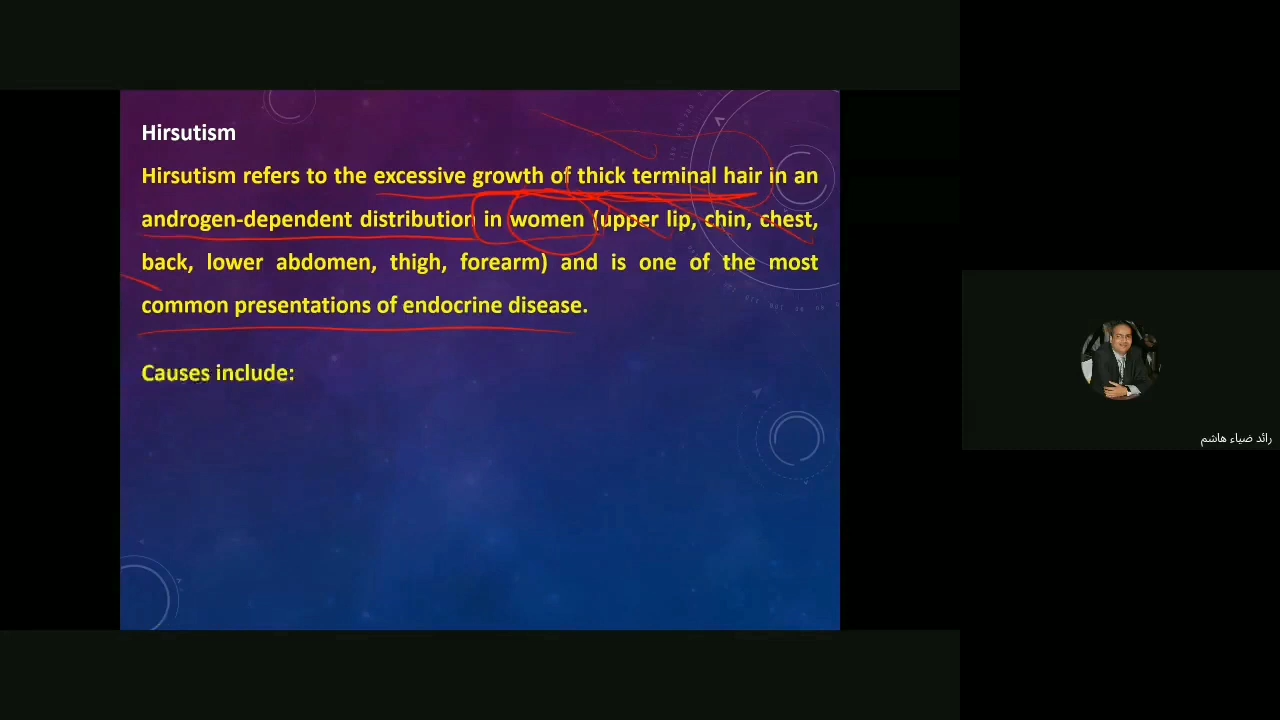 Hirsutism
Hirsutism refers to the excessive growth of thick terminal hair in an
androgen-dependent distribution in women (upper lip, chin, chest,
back, lower abdomen, thigh, forearm) and is one of the most
common presentations of endocrine disease.
Causes include:
رائد ضياء هاشم